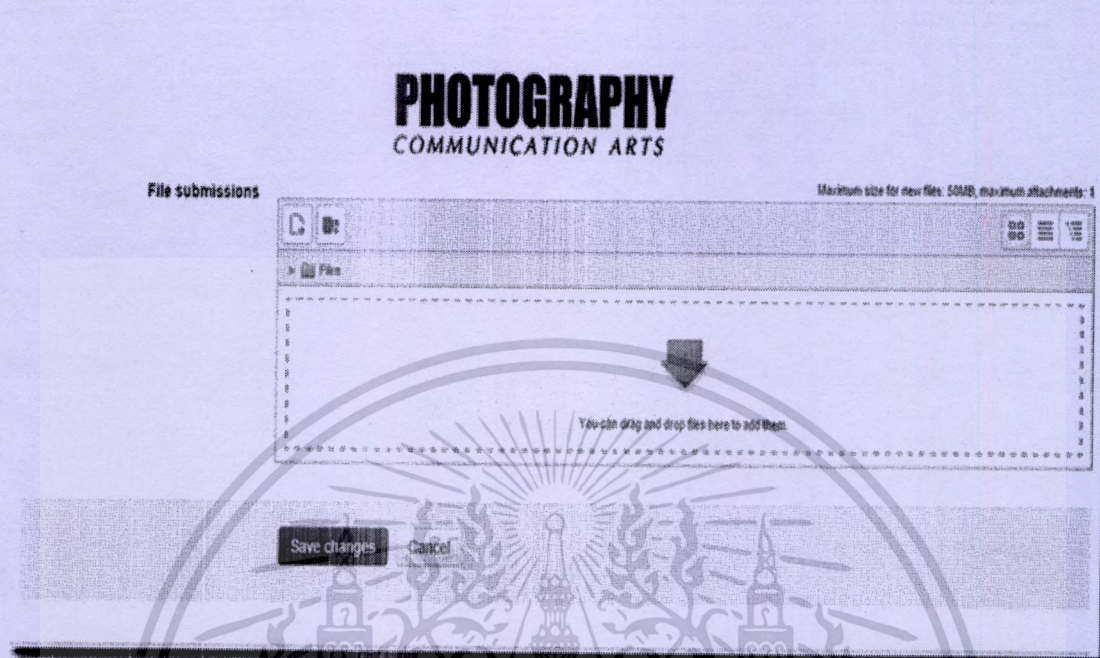 PHOTOGRAPHY
COMMUNICATION ARTS
File submissions
Maximum size for new files: 50MB, maximum attachments: 1
Files
You can drag and drop files here to add them.
Save changes
Cancel